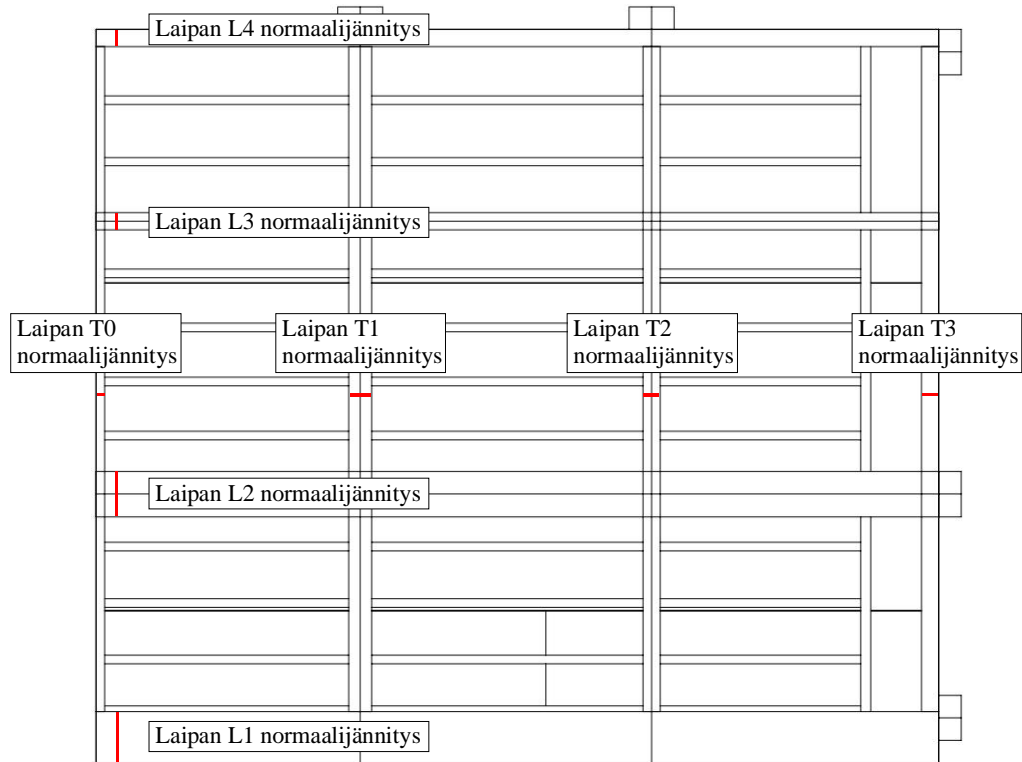 Laipan L4 normaalijännitys
Laipan L3 normaalijännitys
Laipan T0
normaalijännitys
Laipan T1
normaalijännitys
Laipan T2
normaalijännitys
Laipan T3
normaalijännitys
Laipan L2 normaalijännitys
Laipan L1 normaalijännitys